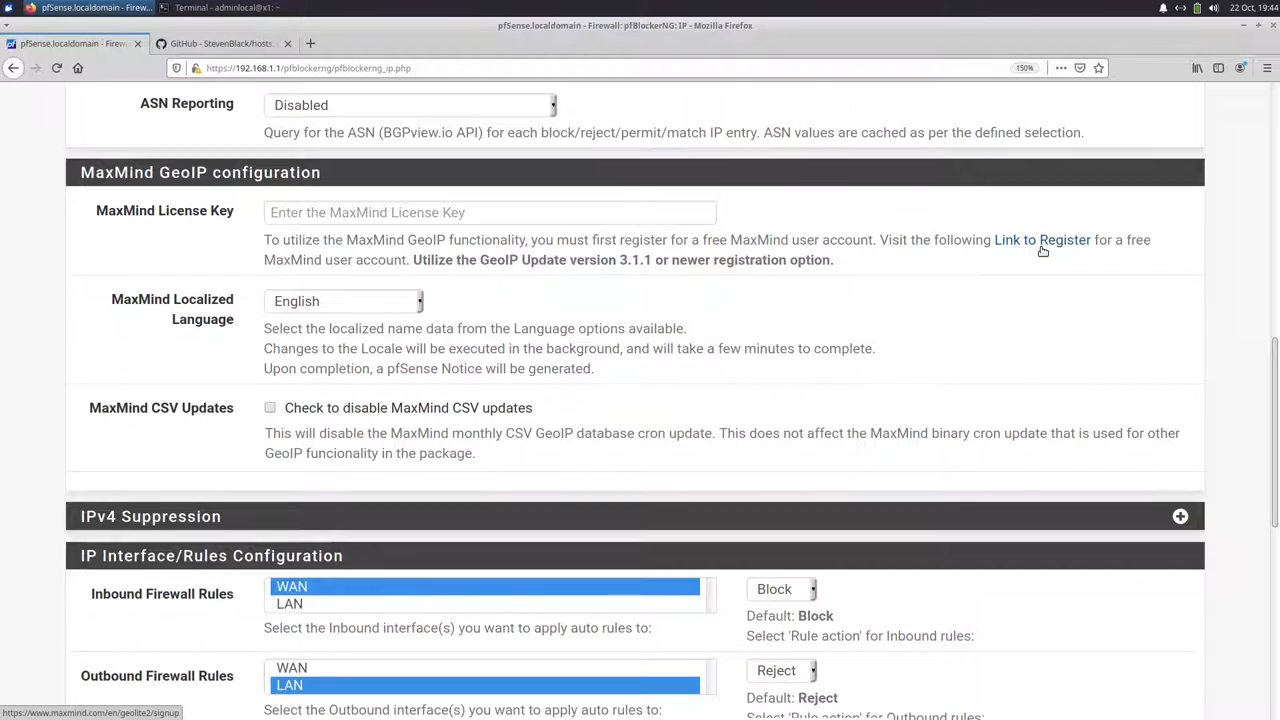 pfSense.localdomain - Firew...
Terminal - adminlocal@x1: ~
22 Oct, 19:44
pfSense.localdomain - Firewall: pfBlockerNG: IP - Mozilla Firefox
pfSense.localdomain - Firew
GitHub - StevenBlack/hosts:
https://192.168.1.1/pfblockerng/pfblockerng_ip.php
150%
ASN Reporting
Disabled
Query for the ASN (BGPview.io API) for each block/reject/permit/match IP entry. ASN values are cached as per the defined selection.
MaxMind GeoIP configuration
MaxMind License Key
Enter the MaxMind License Key
To utilize the MaxMind GeoIP functionality, you must first register for a free MaxMind user account. Visit the following Link to Register for a free
MaxMind user account. Utilize the GeoIP Update version 3.1.1 or newer registration option.
MaxMind Localized
Language
English
Select the localized name data from the Language options available.
Changes to the Locale will be executed in the background, and will take a few minutes to complete.
Upon completion, a pfSense Notice will be generated.
MaxMind CSV Updates
Check to disable MaxMind CSV updates
This will disable the MaxMind monthly CSV GeoIP database cron update. This does not affect the MaxMind binary cron update that is used for other
GeoIP funcionality in the package.
IPv4 Suppression
IP Interface/Rules Configuration
Inbound Firewall Rules
WAN
LAN
Block
Default: Block
Select the Inbound interface(s) you want to apply auto rules to:
Select 'Rule action' for Inbound rules:
Outbound Firewall Rules
WAN
LAN
Reject
Default: Reject
Select the Outbound interface(s) you want to apply auto rules to:
Select 'Rule action' for Outbound rules:
https://www.maxmind.com/en/geolite2/signup